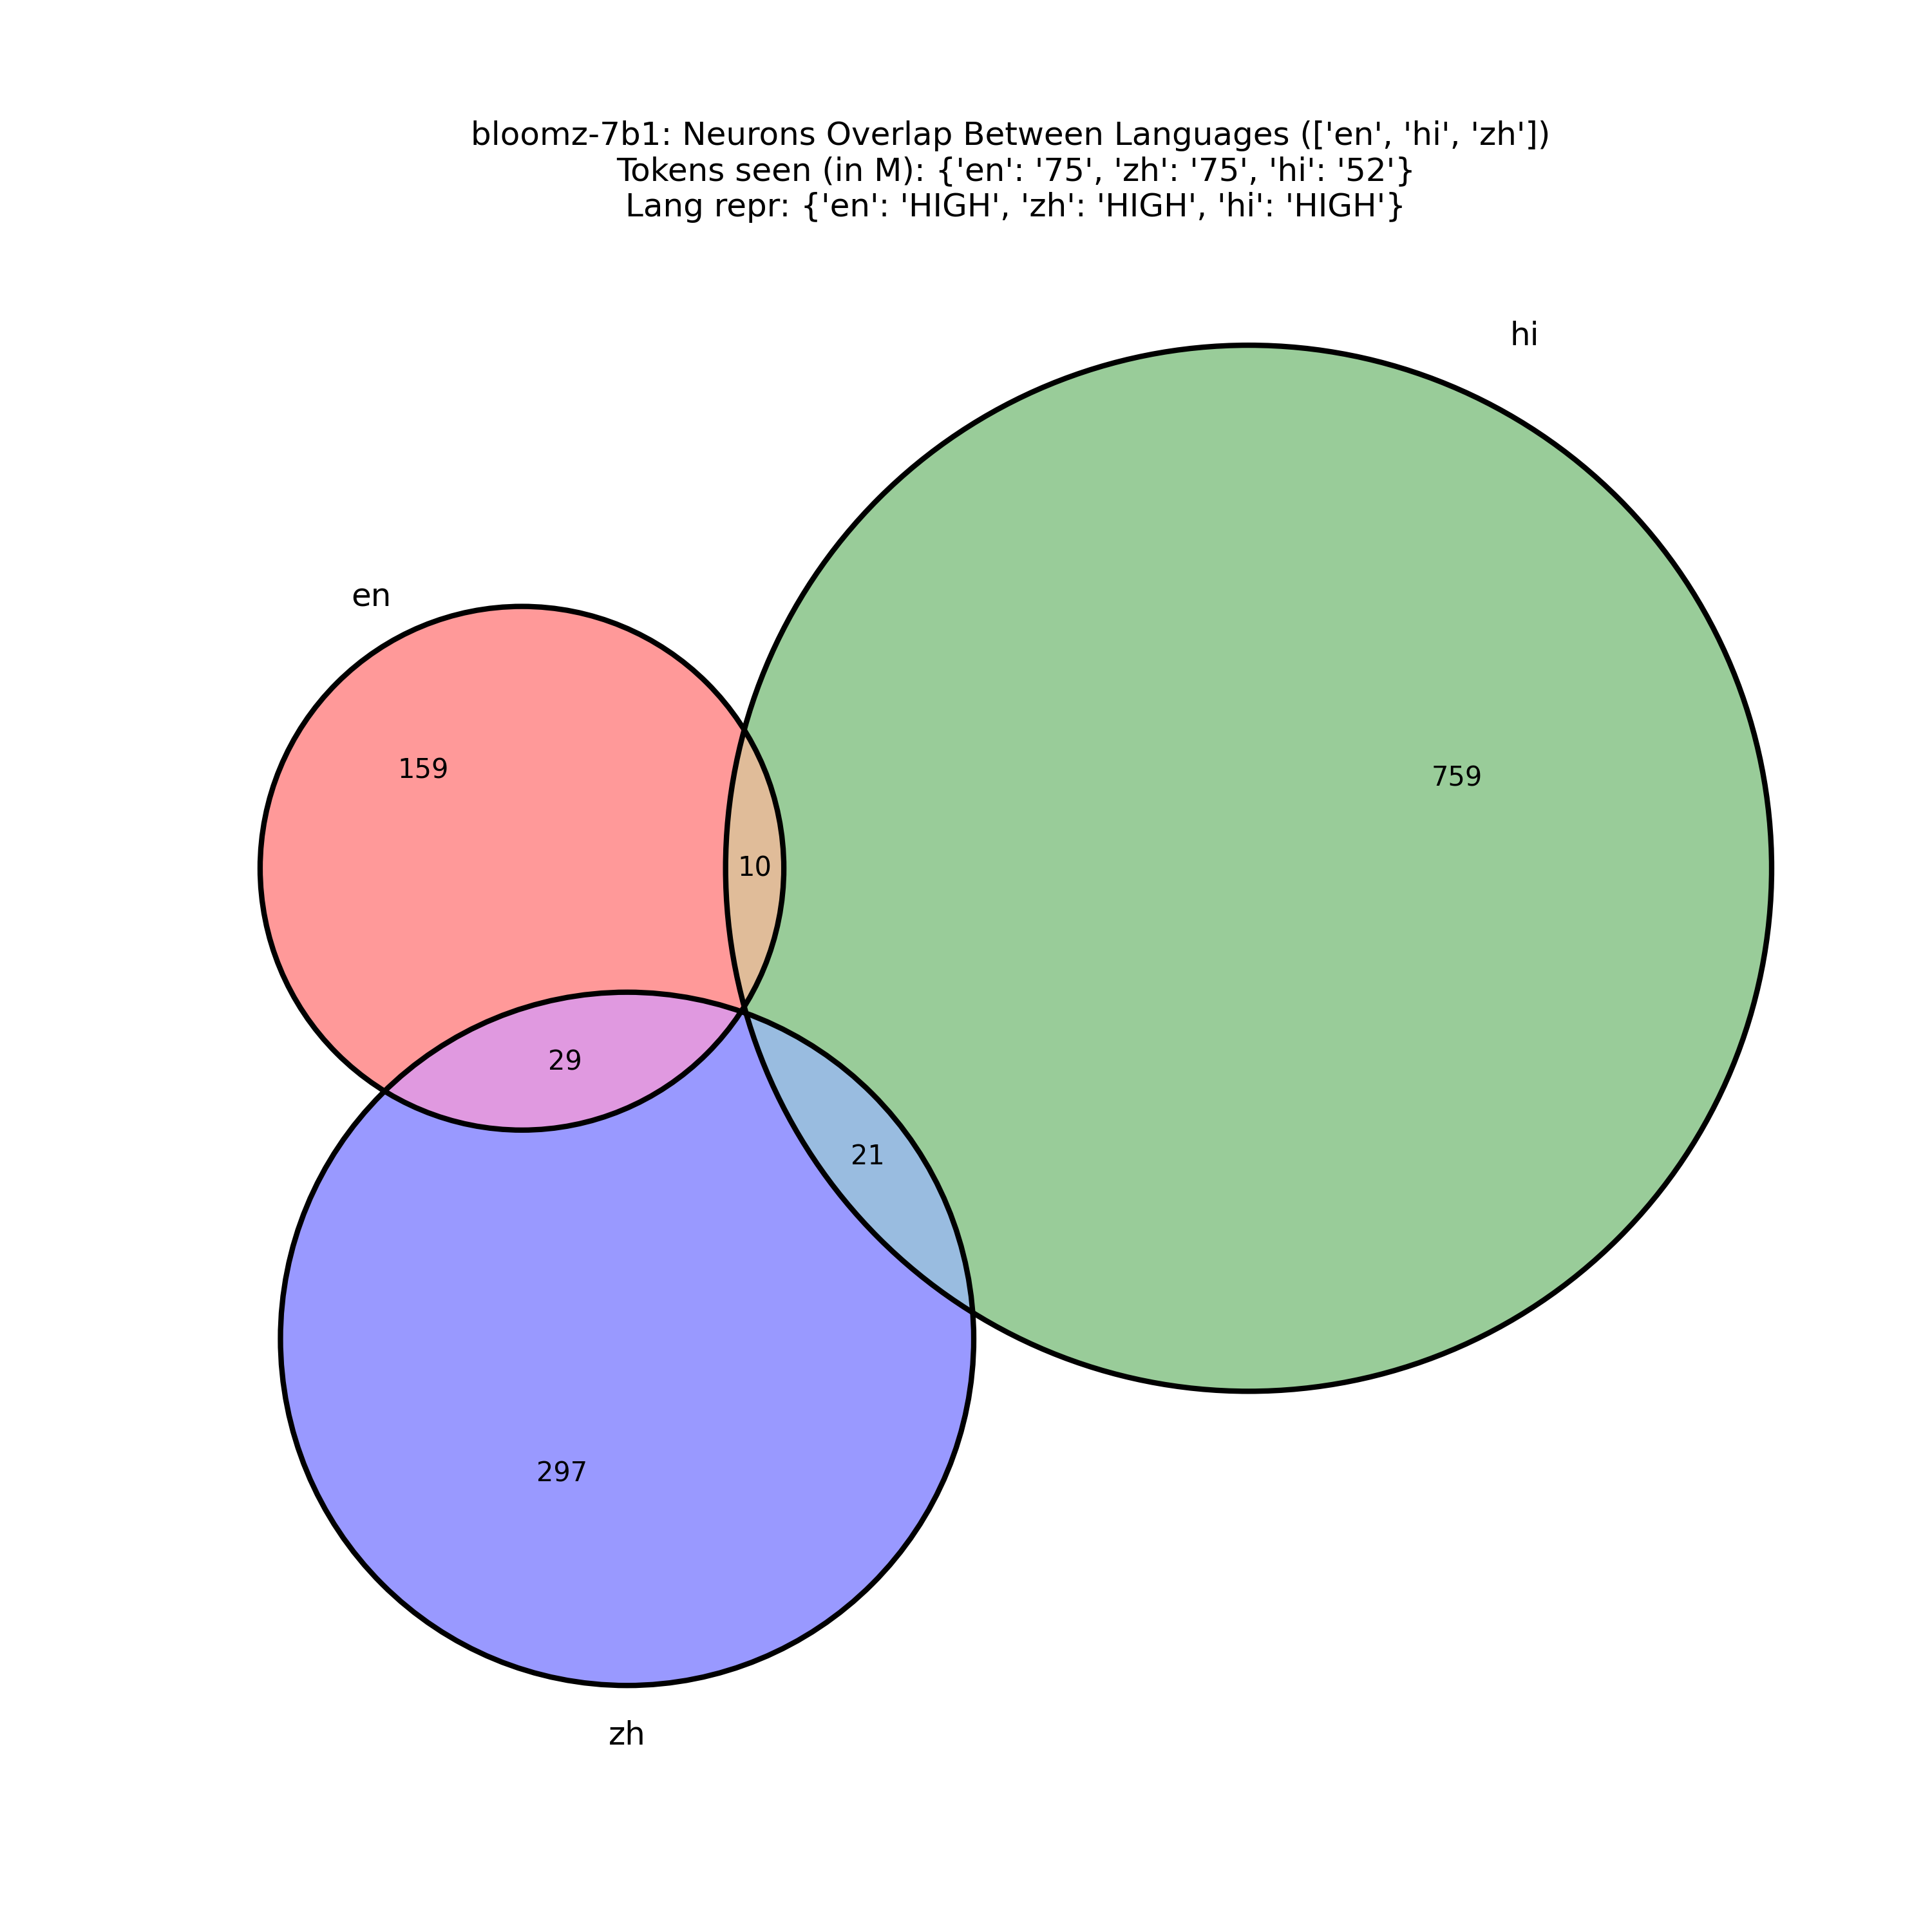 bloomz-7b1: Neurons Overlap Between Languages (['en', 'hi', 'zh'])
Tokens seen (in M): {'en': '75', 'zh': '75', 'hi': '52'}
Lang repr: {'en': 'HIGH', 'zh': 'HIGH', 'hi': 'HIGH'}
hi
en
159
759
10
29
21
297
zh